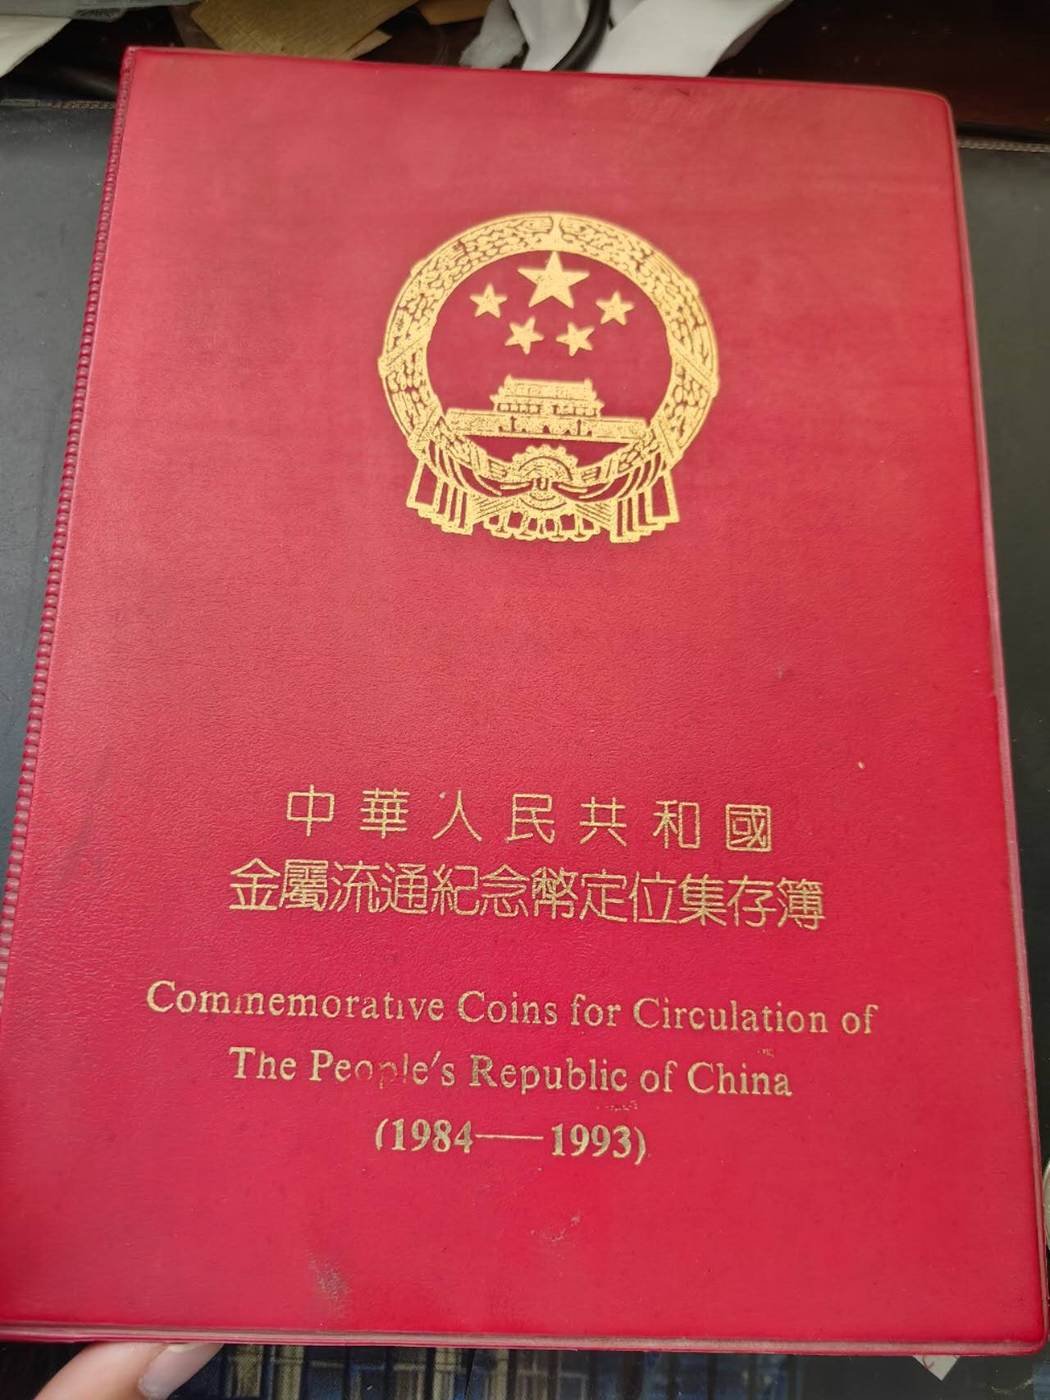 中華人民共和國
金屬流通紀念幣定位集存簿
Commemorative Coins for Circulation of
The People's Republic of China
(1984——1993)